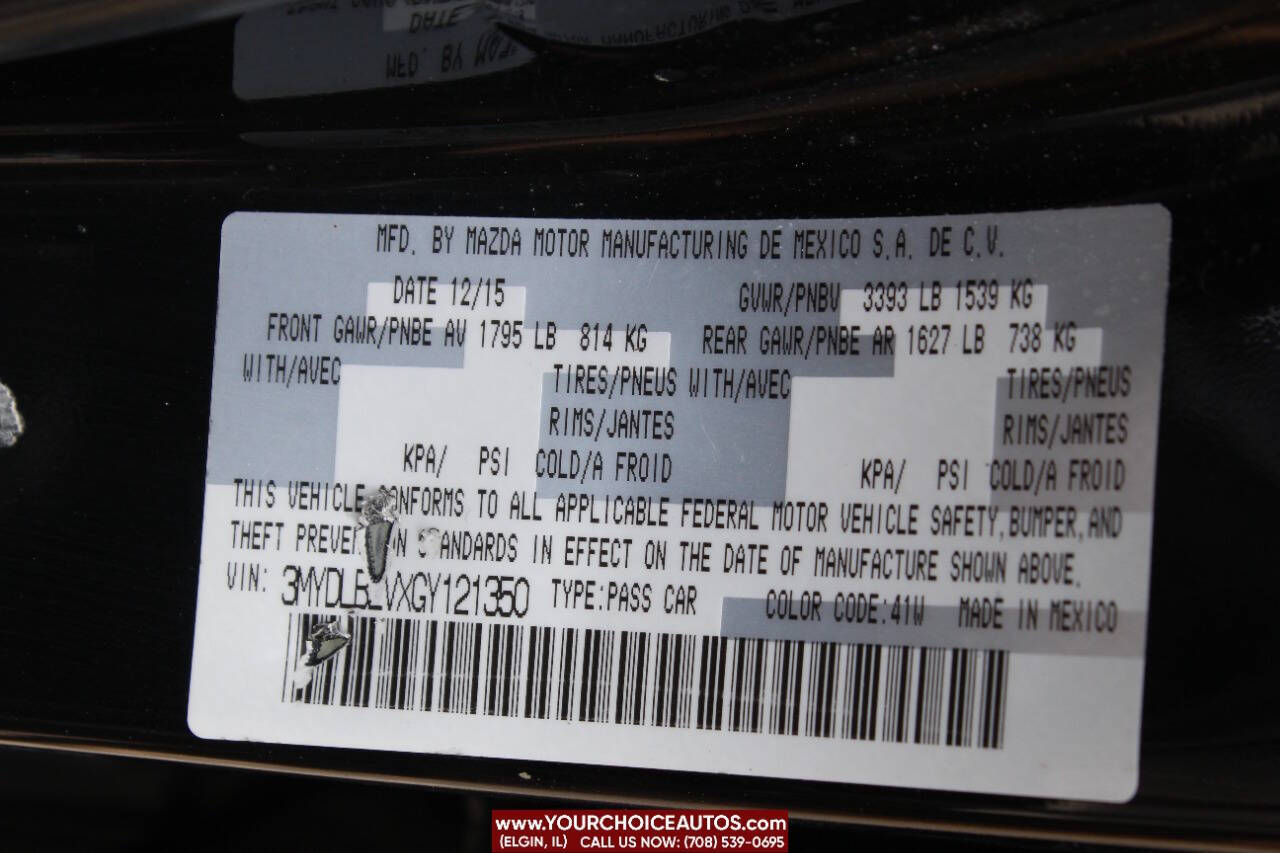 MFD. BY MAZDA MOTOR MANUFACTURING DE MEXICO S.A. DE C.V.
DATE 12/15 GVWR/PNBV 3393 LB 1539 KG
FRONT GAWR/PNBE AV 1795 LB 814 KG REAR GAWR/PNBE AR 1627 LB 738 KG
WITH/AVEC TIRES/PNEUS WITH/AVEC TIRES/PNEUS
RIMS/JANTES RIMS/JANTES
KPA/ PSI COLD/A FROID KPA/ PSI COLD/A FROID
THIS VEHICLE CONFORMS TO ALL APPLICABLE FEDERAL MOTOR VEHICLE SAFETY, BUMPER, AND
THEFT STANDARDS IN EFFECT ON THE DATE OF MANUFACTURE SHOWN ABOVE.
VIN: TYPE:PASS CAR COLOR CODE:41W MADE IN MEXICO
www.YOURCHOICEAUTOS.com
(ELGIN, IL) CALL US NOW: (708) 539-0695